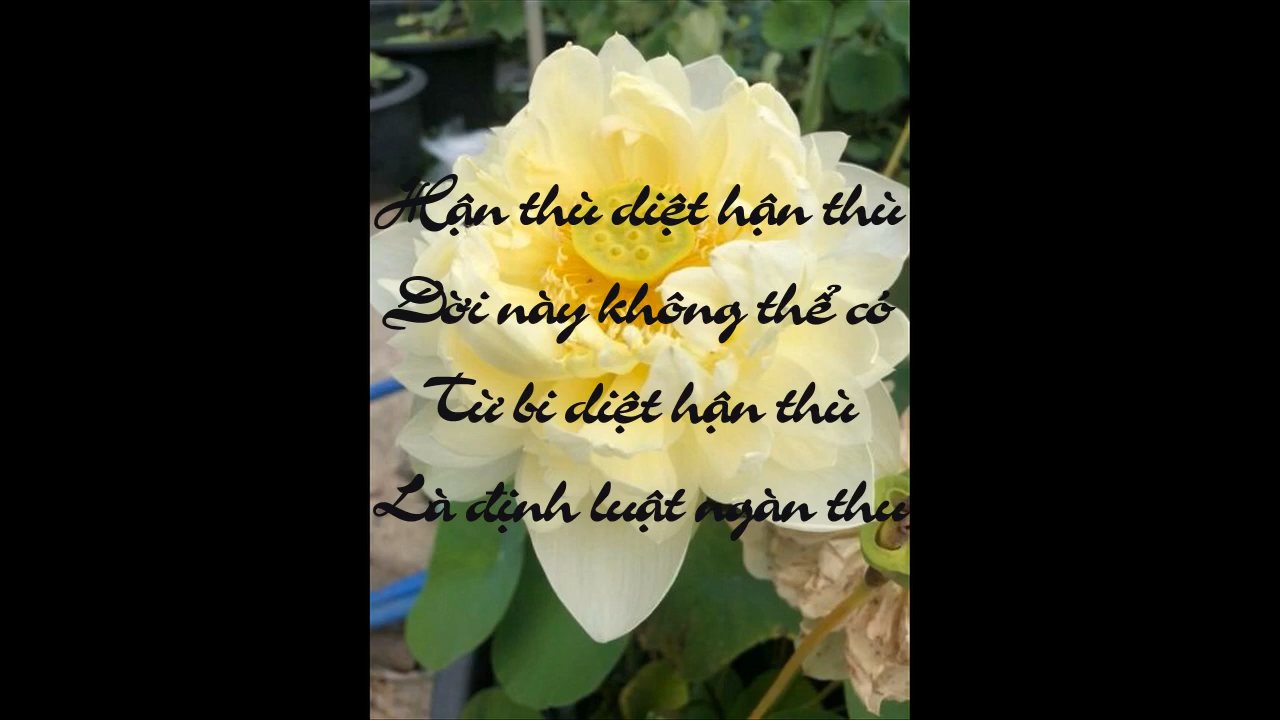 Hận thù diệt hận thù
Đời này không thể có
Từ bi diệt hận thù
Là định luật ngàn thu